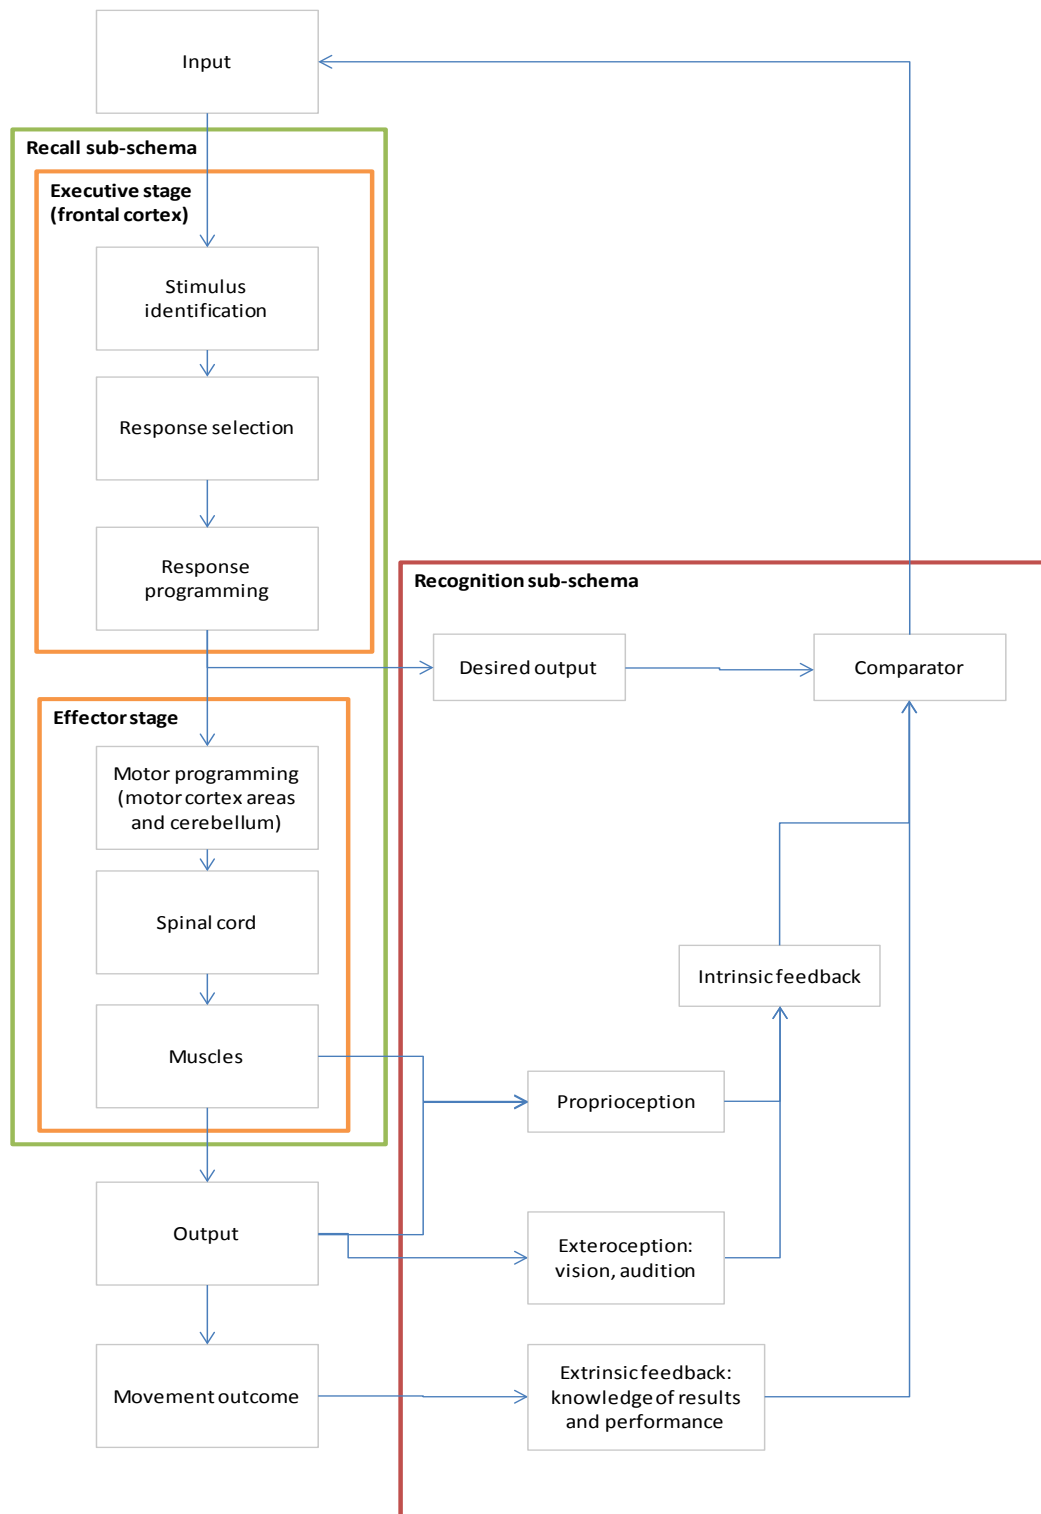 Input
Recall sub-schema
Executive stage
(frontal cortex)
Stimulus
identification
Response selection
Response
programming
Recognition sub-schema
Desired output
Comparator
Effector stage
Motor programming
(motor cortex areas
and cerebellum)
Spinal cord
Intrinsic feedback
Muscles
Proprioception
Output
Exteroception:
vision, audition
Movement outcome
Extrinsic feedback:
knowledge of results
and performance